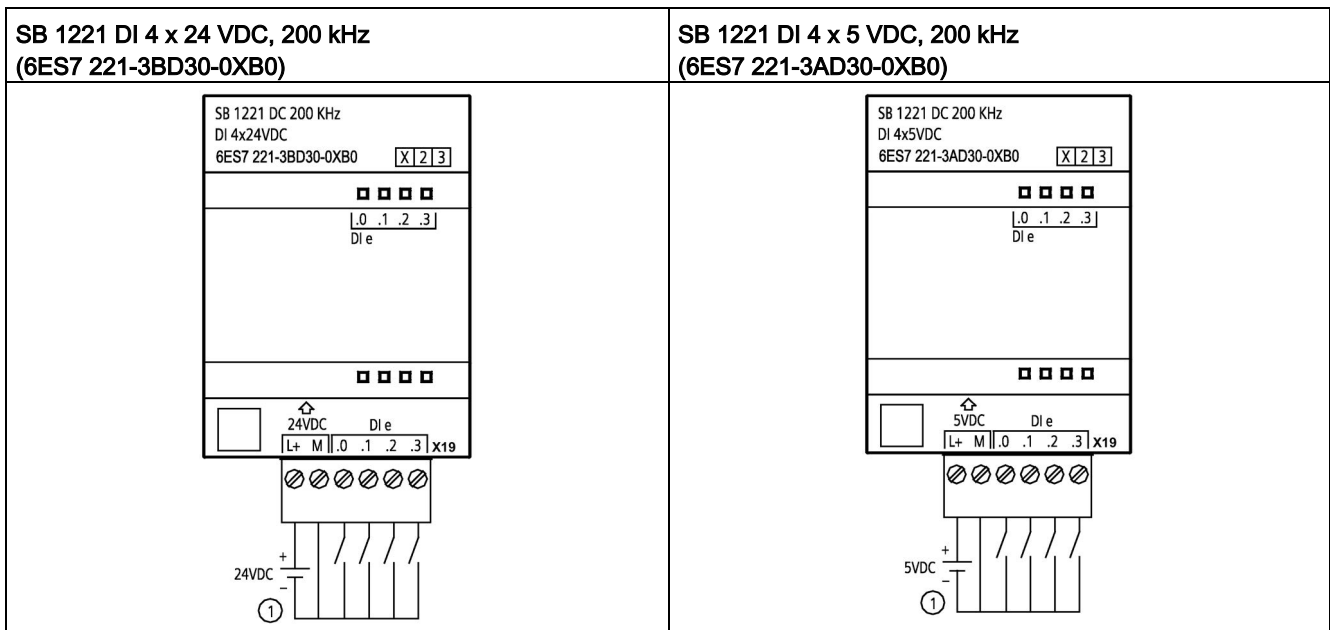 SB 1221 DI 4 x 24 VDC, 200 kHz
(6ES7 221-3BD30-0XB0)
SB 1221 DC 200 KHz
DI 4x24VDC
6ES7 221-3BD30-0XB0 X 2 3
.0 .1 .2 .3
DI e
24VDC DI e
L+ M .0 .1 .2 .3 X19
+
24VDC
–
1
SB 1221 DI 4 x 5 VDC, 200 kHz
(6ES7 221-3AD30-0XB0)
SB 1221 DC 200 KHz
DI 4x5VDC
6ES7 221-3AD30-0XB0 X 2 3
.0 .1 .2 .3
DI e
5VDC DI e
L+ M .0 .1 .2 .3 X19
+
5VDC
–
1